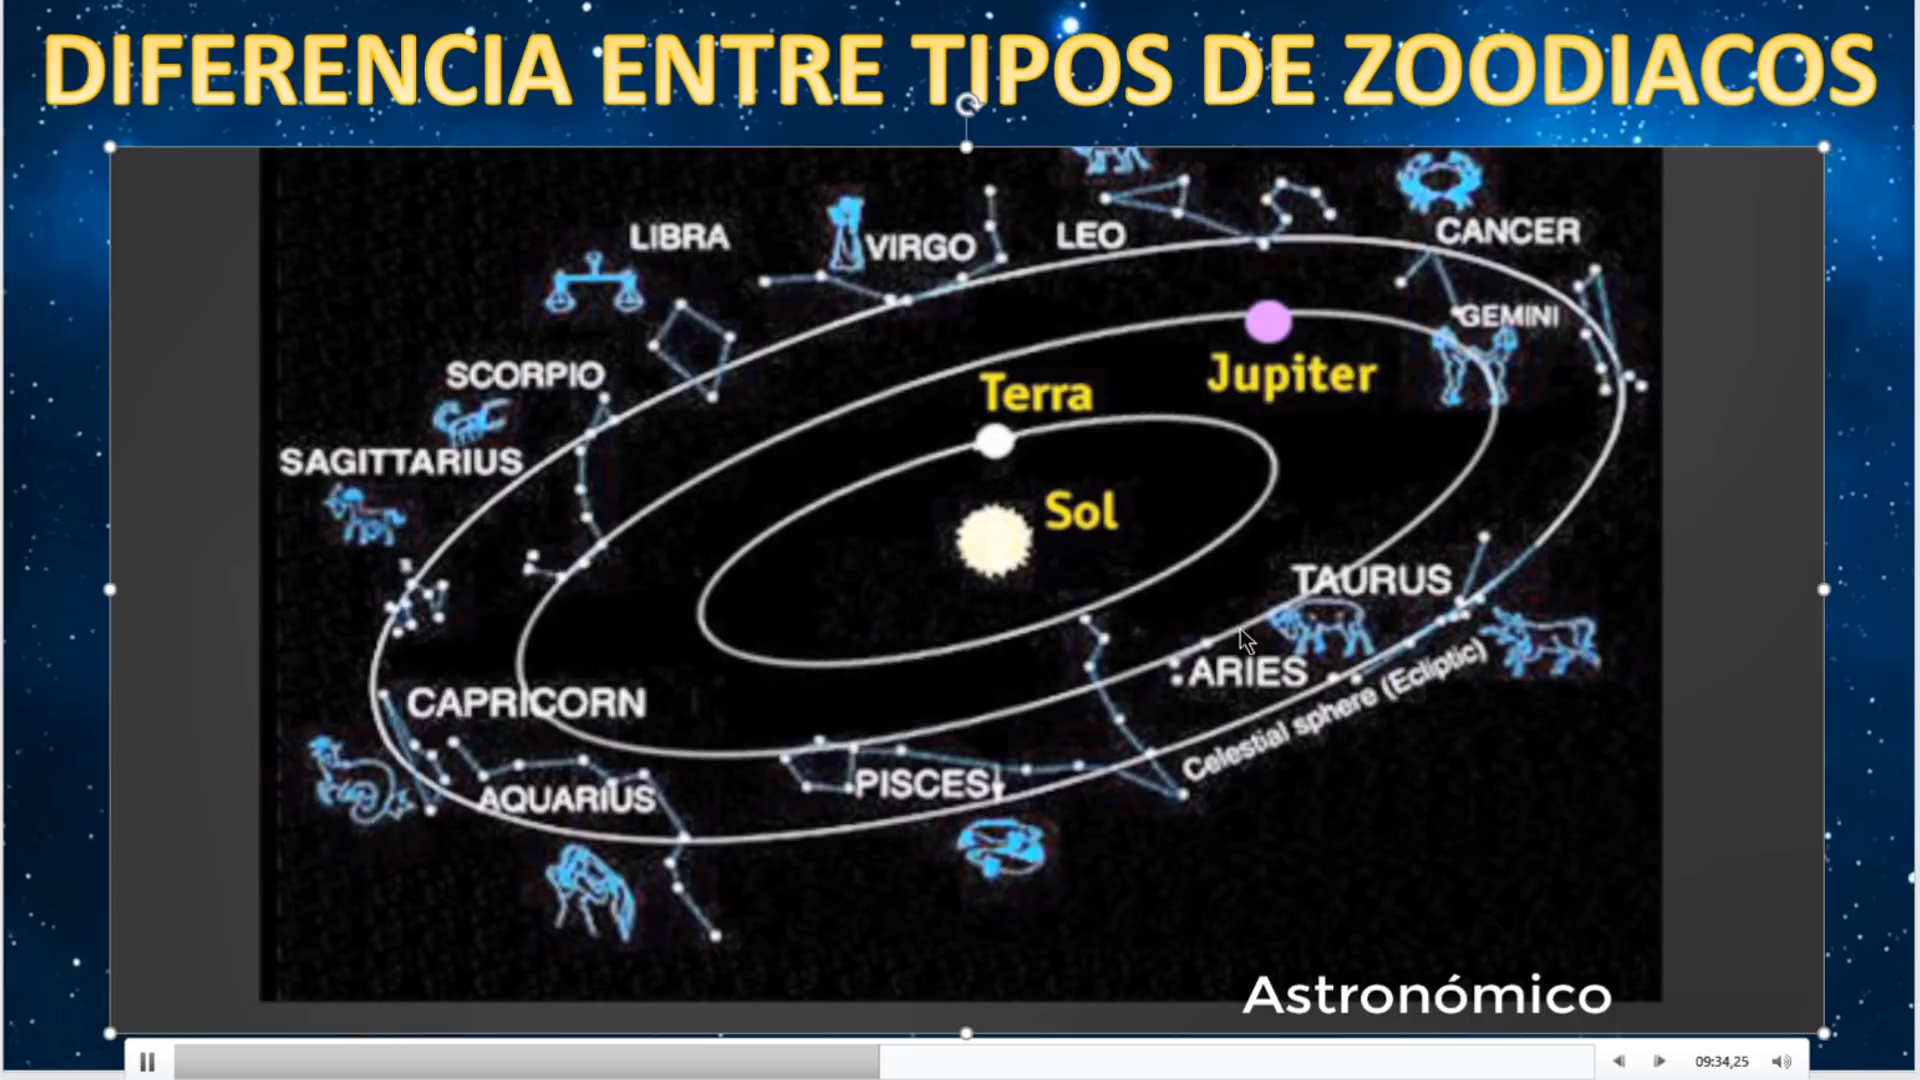 DIFERENCIA ENTRE TIPOS DE ZOODIACOS
LIBRA
VIRGO
LEO
CANCER
GEMINI
SCORPIO
Jupiter
Terra
SAGITTARIUS
Sol
TAURUS
ARIES
Celestial sphere (Ecliptic)
CAPRICORN
PISCES
AQUARIUS
Astronómico
09:34,25